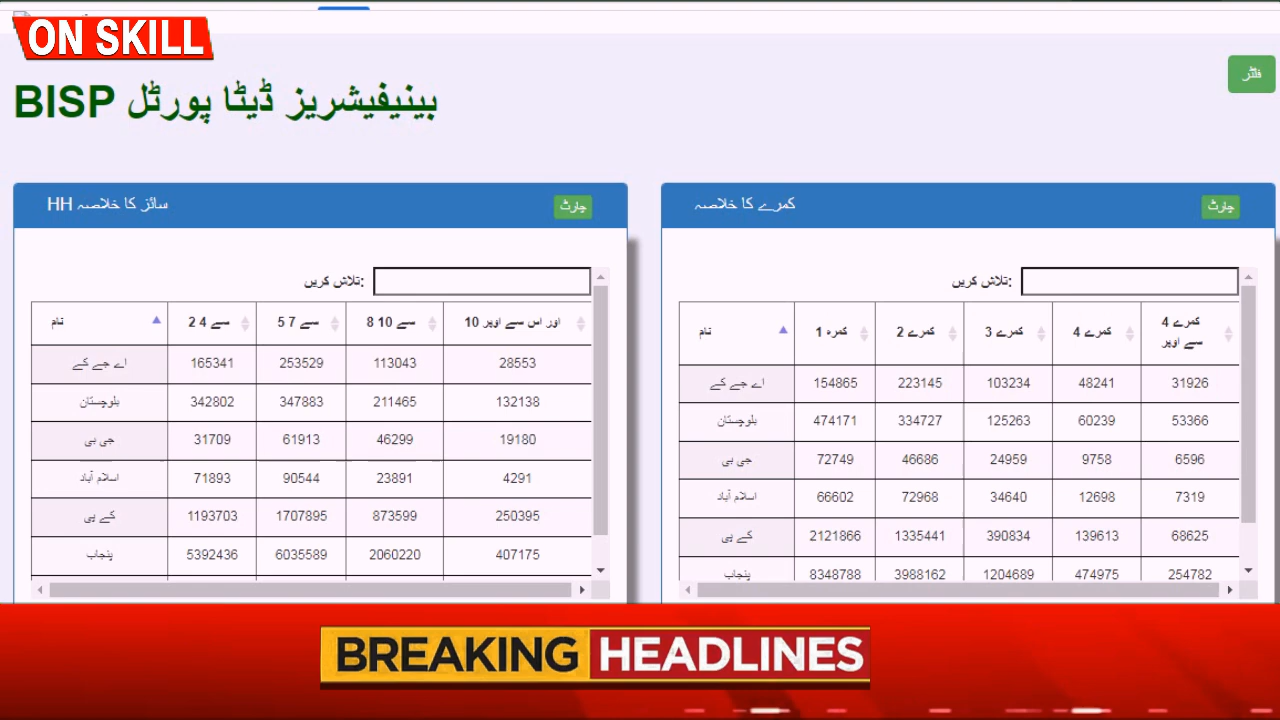 ON SKILL
فلٹر
BISP بینیفیشریز ڈیٹا پورٹل
HH سائز کا خلاصہ
چارٹ
تلاش کریں:
نام | 2 سے 4 | 5 سے 7 | 8 سے 10 | 10 اور اس سے اوپر
اے جے کے | 165341 | 253529 | 113043 | 28553
بلوچستان | 342802 | 347883 | 211465 | 132138
جی بی | 31709 | 61913 | 46299 | 19180
اسلام آباد | 71893 | 90544 | 23891 | 4291
کے پی | 1193703 | 1707895 | 873599 | 250395
پنجاب | 5392436 | 6035589 | 2060220 | 407175
کمرے کا خلاصہ
چارٹ
تلاش کریں:
نام | 1 کمرہ | 2 کمرے | 3 کمرے | 4 کمرے | 4 کمرے سے اوپر
اے جے کے | 154865 | 223145 | 103234 | 48241 | 31926
بلوچستان | 474171 | 334727 | 125263 | 60239 | 53366
جی بی | 72749 | 46686 | 24959 | 9758 | 6596
اسلام آباد | 66602 | 72968 | 34640 | 12698 | 7319
کے پی | 2121866 | 1335441 | 390834 | 139613 | 68625
پنجاب | 8348788 | 3988162 | 1204689 | 474975 | 254782
BREAKING HEADLINES